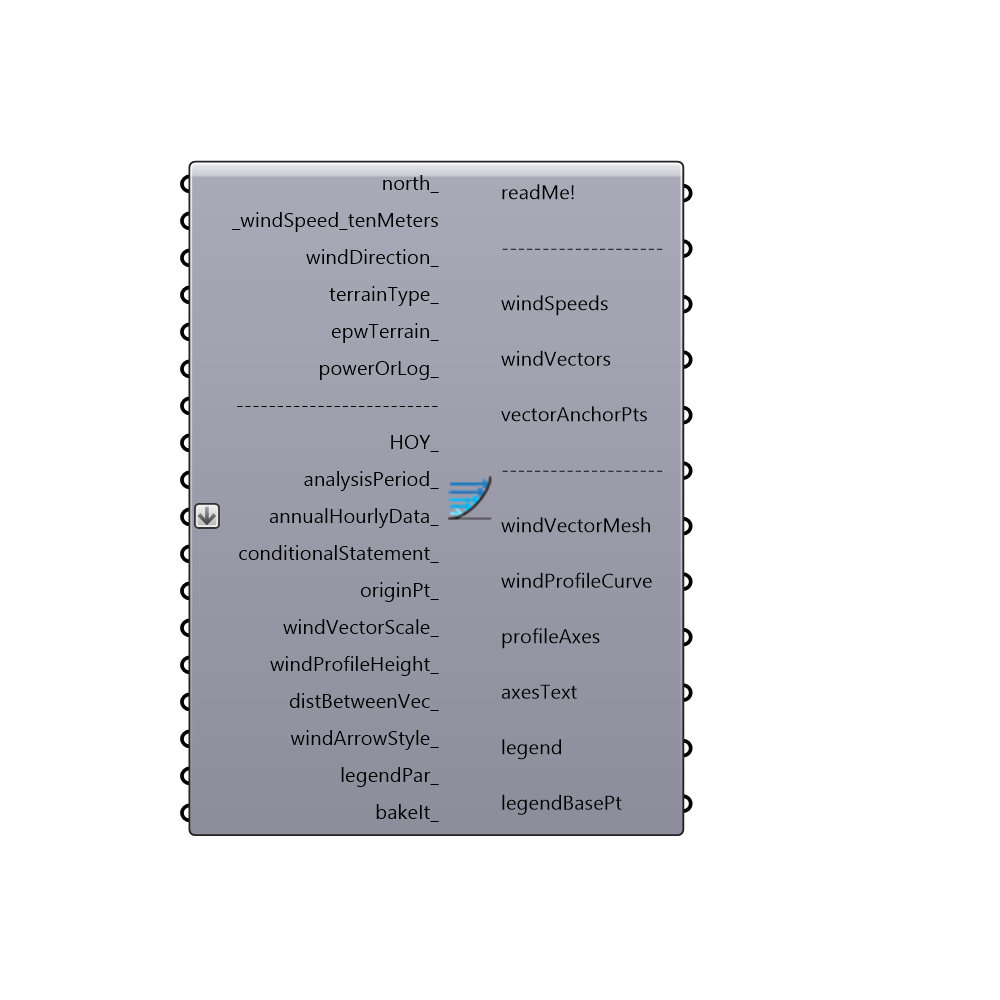 north_
_windSpeed_tenMeters
windDirection_
terrainType_
epwTerrain_
powerOrLog_
-------------------------
HOY_
analysisPeriod_
annualHourlyData_
conditionalStatement_
originPt_
windVectorScale_
windProfileHeight_
distBetweenVec_
windArrowStyle_
legendPar_
bakeIt_
readMe!
--------------------
windSpeeds
windVectors
vectorAnchorPts
--------------------
windVectorMesh
windProfileCurve
profileAxes
axesText
legend
legendBasePt